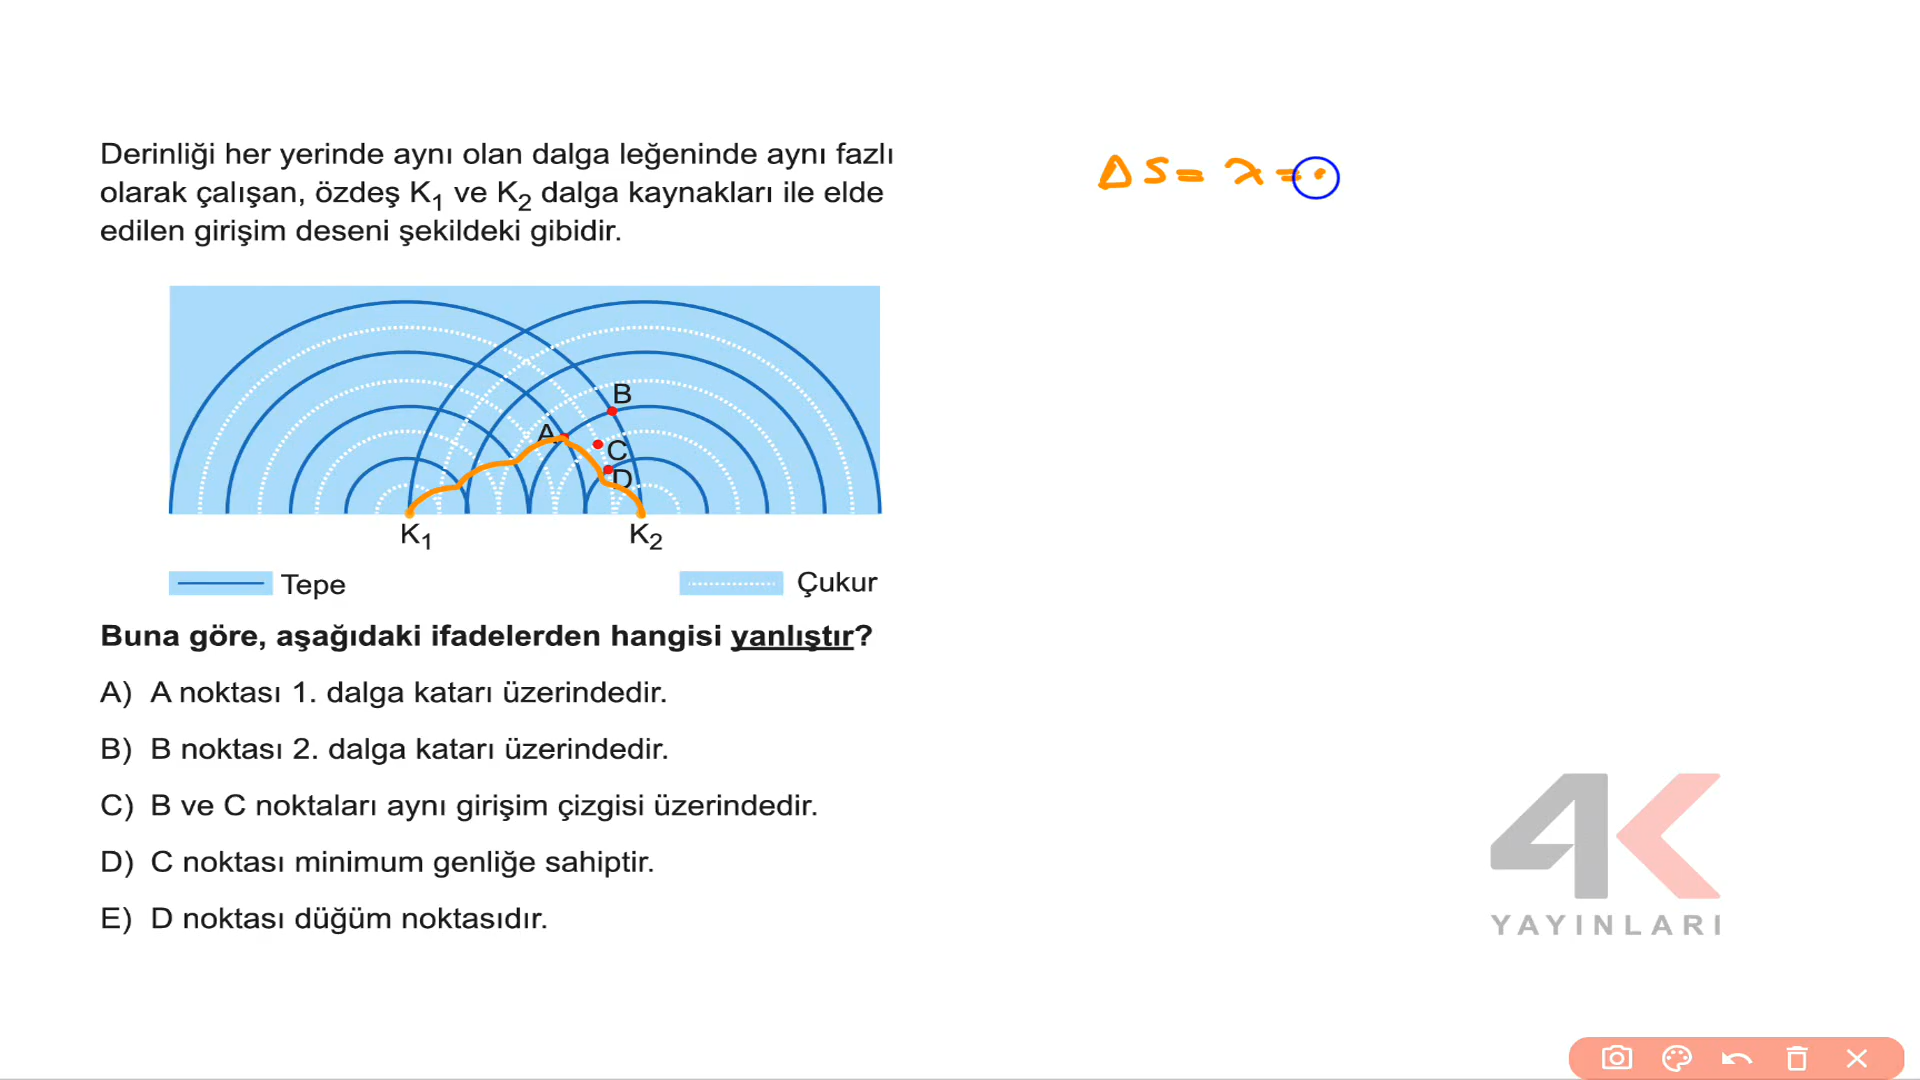 Derinliği her yerinde aynı olan dalga leğeninde aynı fazlı
olarak çalışan, özdeş K₁ ve K₂ dalga kaynakları ile elde
edilen girişim deseni şekildeki gibidir.
ΔS = λ =
B
A
C
D
K₁ K₂
Tepe Çukur
Buna göre, aşağıdaki ifadelerden hangisi yanlıştır?
A) A noktası 1. dalga katarı üzerindedir.
B) B noktası 2. dalga katarı üzerindedir.
C) B ve C noktaları aynı girişim çizgisi üzerindedir.
D) C noktası minimum genliğe sahiptir.
E) D noktası düğüm noktasıdır.
4K
YAYINLARI